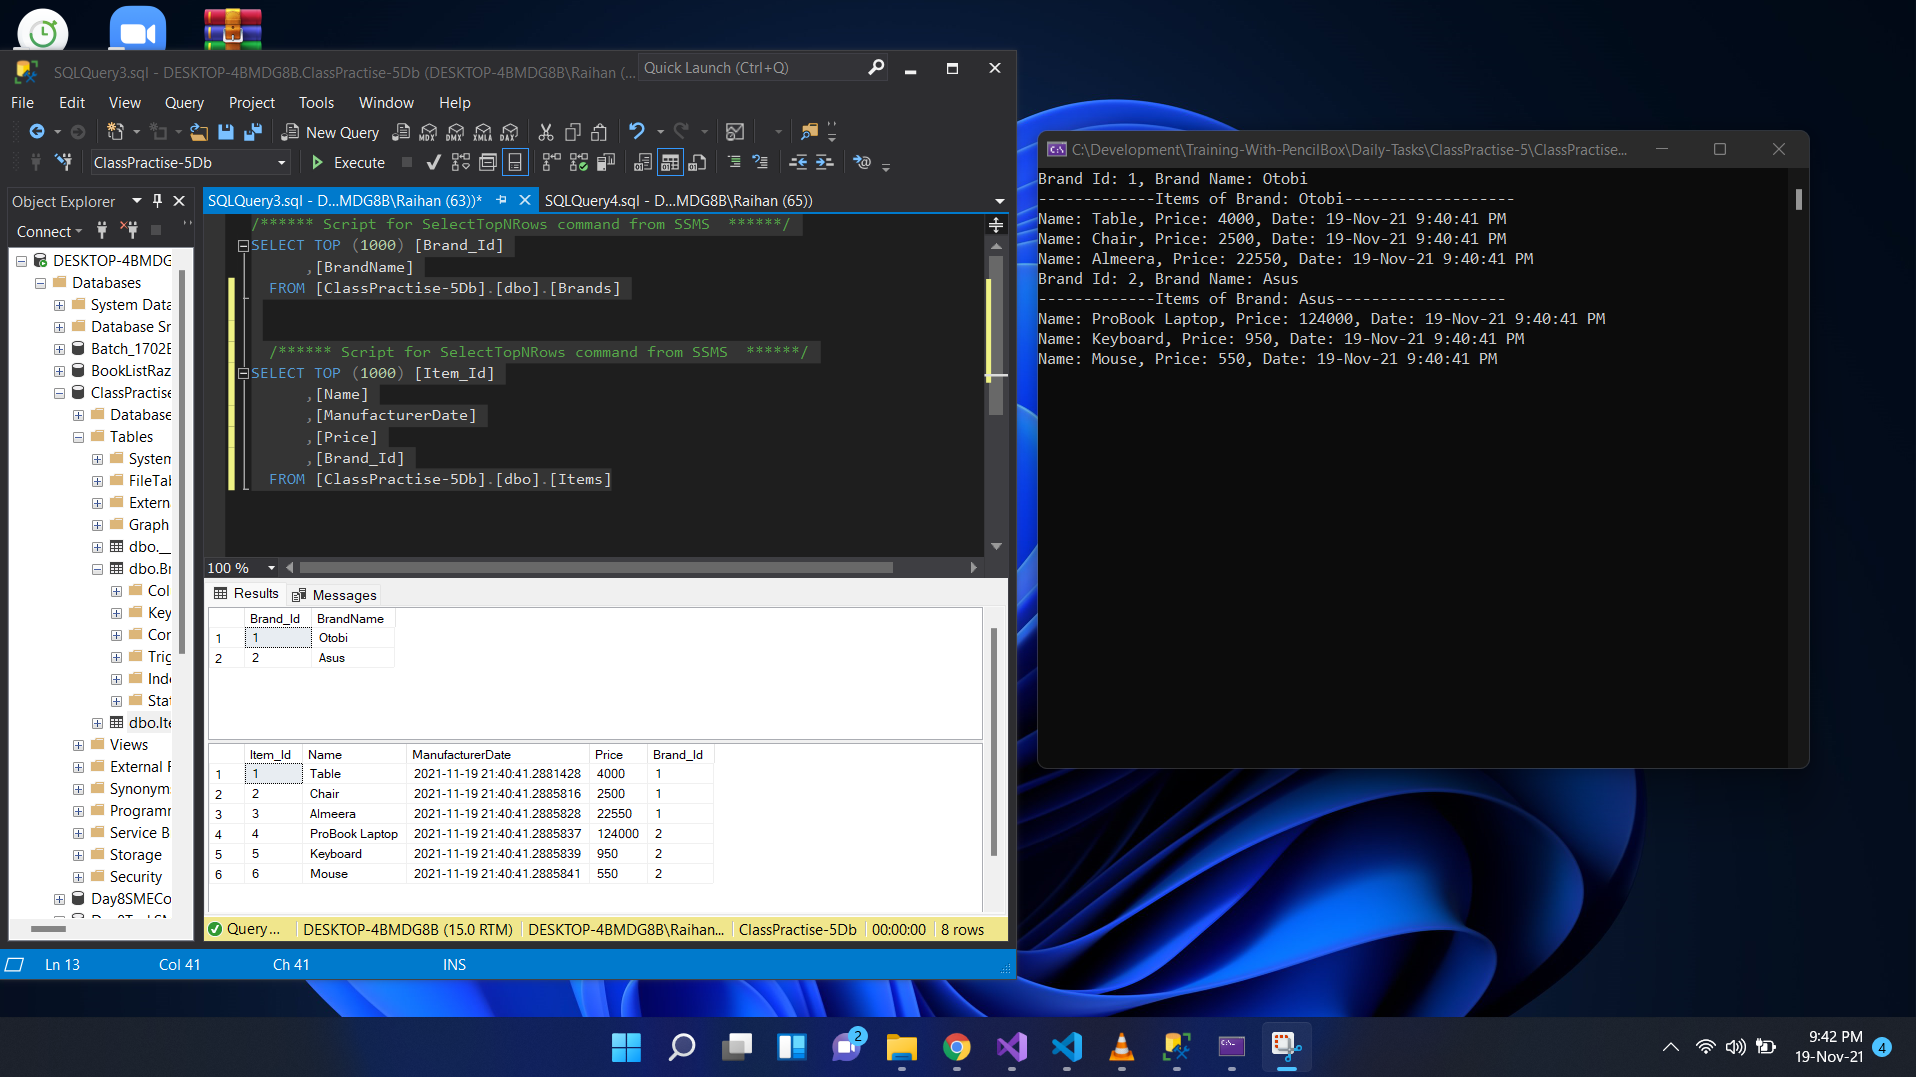 SQLQuery3.sql - DESKTOP-4BMDG8B.ClassPractise-5Db (DESKTOP-4BMDG8B\Raihan (...
Quick Launch (Ctrl+Q)
File Edit View Query Project Tools Window Help
New Query MDX DMX XMLA DAX
ClassPractise-5Db Execute
Object Explorer
Connect
DESKTOP-4BMDG
Databases
System Data
Database Sn
Batch_1702E
BookListRaz
ClassPractise
Database
Tables
System
FileTab
Extern
Graph
dbo.__
dbo.Br
Col
Key
Cor
Trig
Inde
Stat
dbo.Ite
Views
External F
Synonym
Programr
Service B
Storage
Security
Day8SMECo
SQLQuery3.sql - D...MDG8B\Raihan (63))*
SQLQuery4.sql - D...MDG8B\Raihan (65))
/****** Script for SelectTopNRows command from SSMS  ******/
SELECT TOP (1000) [Brand_Id]
,[BrandName]
FROM [ClassPractise-5Db].[dbo].[Brands]
/****** Script for SelectTopNRows command from SSMS  ******/
SELECT TOP (1000) [Item_Id]
,[Name]
,[ManufacturerDate]
,[Price]
,[Brand_Id]
FROM [ClassPractise-5Db].[dbo].[Items]
100 %
Results Messages
Brand_Id BrandName
1 1 Otobi
2 2 Asus
Item_Id Name ManufacturerDate Price Brand_Id
1 1 Table 2021-11-19 21:40:41.2881428 4000 1
2 2 Chair 2021-11-19 21:40:41.2885816 2500 1
3 3 Almeera 2021-11-19 21:40:41.2885828 22550 1
4 4 ProBook Laptop 2021-11-19 21:40:41.2885837 124000 2
5 5 Keyboard 2021-11-19 21:40:41.2885839 950 2
6 6 Mouse 2021-11-19 21:40:41.2885841 550 2
Query... DESKTOP-4BMDG8B (15.0 RTM) DESKTOP-4BMDG8B\Raihan... ClassPractise-5Db 00:00:00 8 rows
Ln 13 Col 41 Ch 41 INS
C:\Development\Training-With-PencilBox\Daily-Tasks\ClassPractise-5\ClassPractise...
Brand Id: 1, Brand Name: Otobi
-------------Items of Brand: Otobi-------------------
Name: Table, Price: 4000, Date: 19-Nov-21 9:40:41 PM
Name: Chair, Price: 2500, Date: 19-Nov-21 9:40:41 PM
Name: Almeera, Price: 22550, Date: 19-Nov-21 9:40:41 PM
Brand Id: 2, Brand Name: Asus
-------------Items of Brand: Asus-------------------
Name: ProBook Laptop, Price: 124000, Date: 19-Nov-21 9:40:41 PM
Name: Keyboard, Price: 950, Date: 19-Nov-21 9:40:41 PM
Name: Mouse, Price: 550, Date: 19-Nov-21 9:40:41 PM
2
9:42 PM
19-Nov-21
4